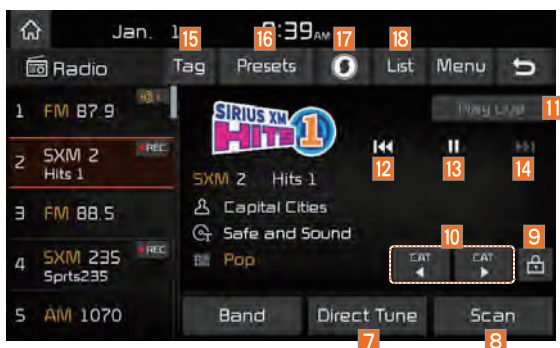 Jan. 1
8:39 AM
15 16 17 18
Radio Tag Presets List Menu
1 FM 87.9
SIRIUS XM HITS 1
Play Live 11
2 SXM 2 REC
Hits 1
12 13 14
SXM 2 Hits 1
3 FM 88.5
Capital Cities
Safe and Sound
10 9
4 SXM 235 REC
Sprts235
Pop
CAT CAT
5 AM 1070
Band Direct Tune Scan
7 8